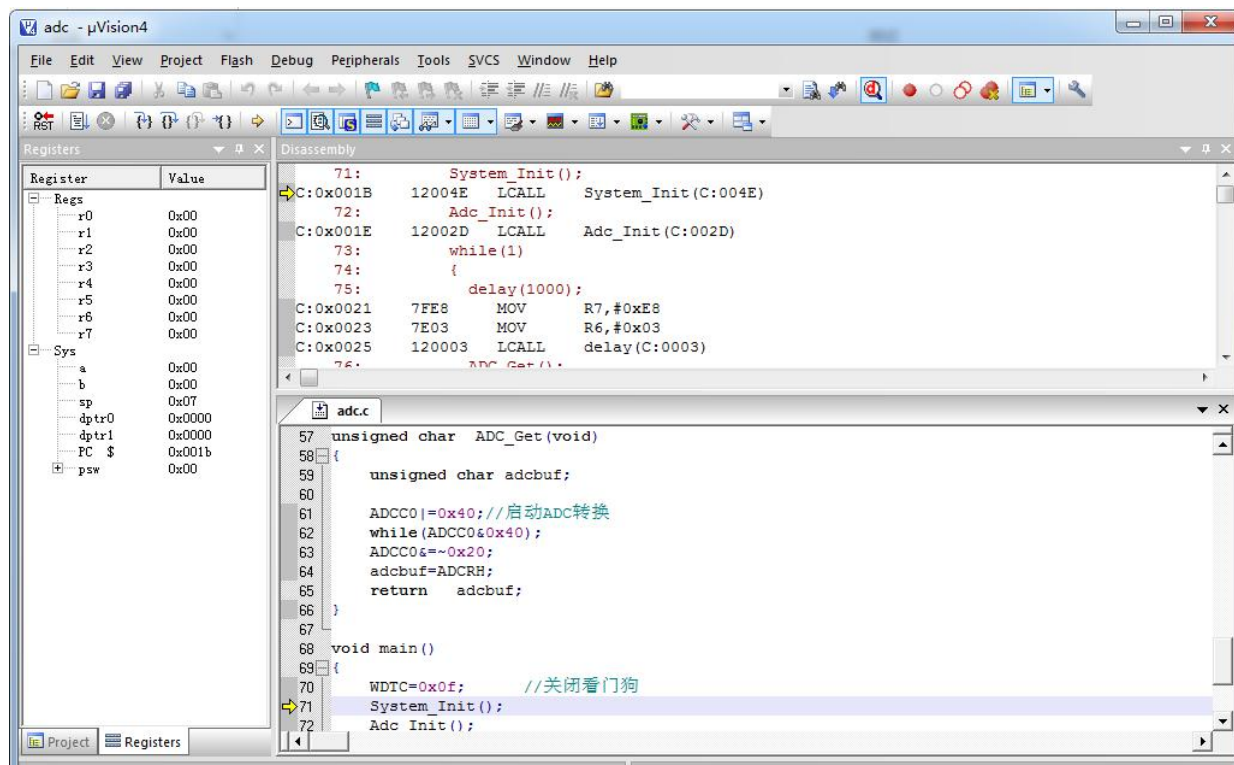 adc - µVision4
File Edit View Project Flash Debug Peripherals Tools SVCS Window Help
RST
Registers
Register Value
Regs
r0 0x00
r1 0x00
r2 0x00
r3 0x00
r4 0x00
r5 0x00
r6 0x00
r7 0x00
Sys
a 0x00
b 0x00
sp 0x07
dptr0 0x0000
dptr1 0x0000
PC $ 0x001b
psw 0x00
Project Registers
Disassembly
71: System_Init();
C:0x001B 12004E LCALL System_Init(C:004E)
72: Adc_Init();
C:0x001E 12002D LCALL Adc_Init(C:002D)
73: while(1)
74: {
75: delay(1000);
C:0x0021 7FE8 MOV R7,#0xE8
C:0x0023 7E03 MOV R6,#0x03
C:0x0025 120003 LCALL delay(C:0003)
76: ADC_Get();
adc.c
57 unsigned char ADC_Get(void)
58 {
59 unsigned char adcbuf;
60
61 ADCC0|=0x40;//启动ADC转换
62 while(ADCC0&0x40);
63 ADCC0&=~0x20;
64 adcbuf=ADCRH;
65 return adcbuf;
66 }
67
68 void main()
69 {
70 WDTC=0x0f; //关闭看门狗
71 System_Init();
72 Adc_Init();